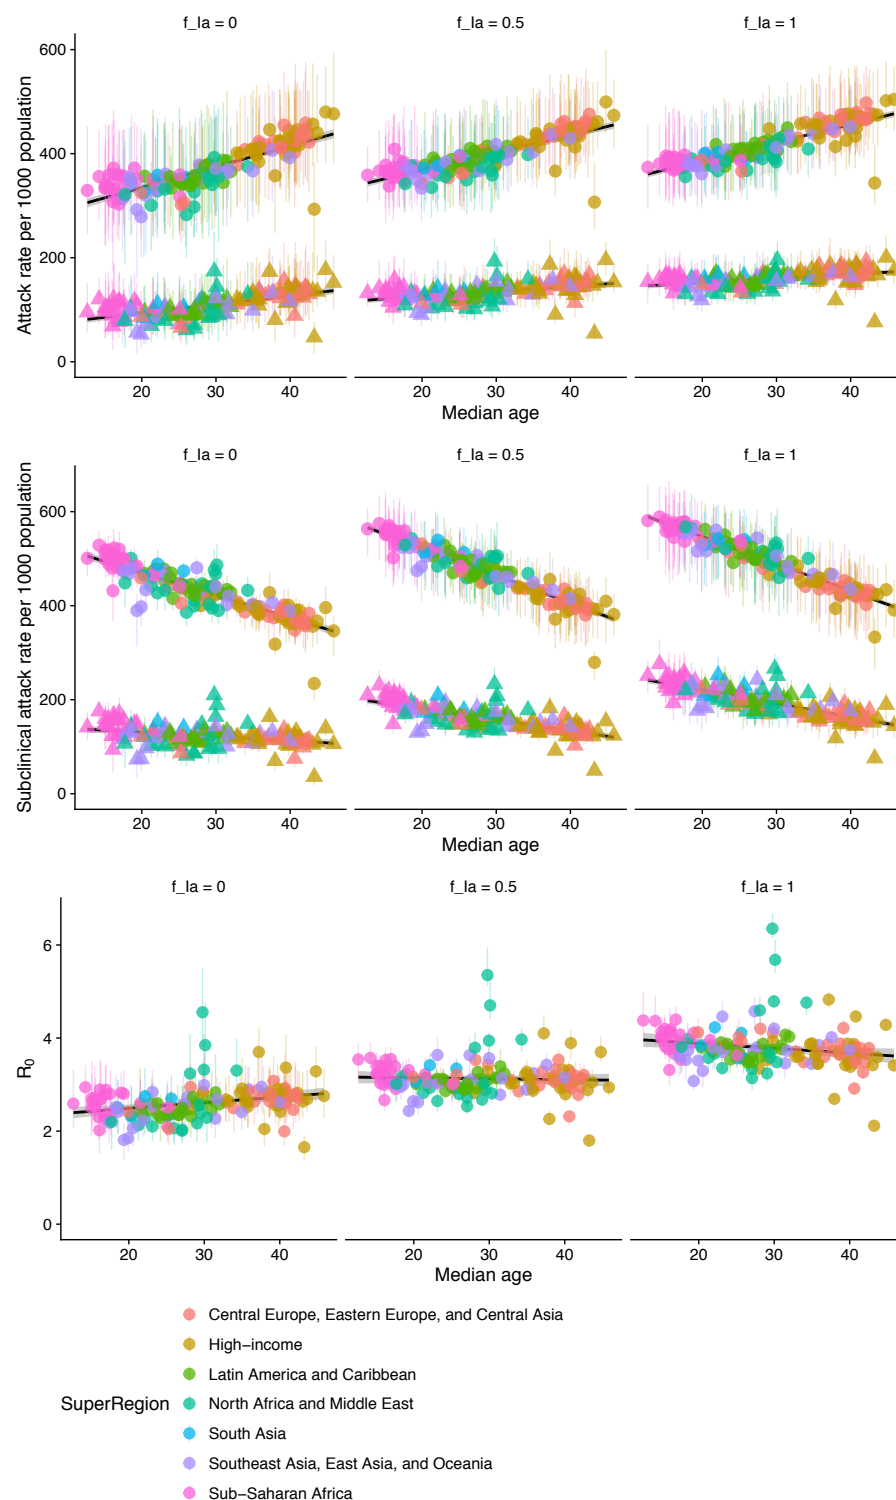 f_Ia = 0 f_Ia = 0.5 f_Ia = 1
600
400
200
0
Attack rate per 1000 population
20 30 40 20 30 40 20 30 40
Median age
f_Ia = 0 f_Ia = 0.5 f_Ia = 1
600
400
200
0
Subclinical attack rate per 1000 population
20 30 40 20 30 40 20 30 40
Median age
f_Ia = 0 f_Ia = 0.5 f_Ia = 1
6
4
2
0
R₀
20 30 40 20 30 40 20 30 40
Median age
SuperRegion
Central Europe, Eastern Europe, and Central Asia
High−income
Latin America and Caribbean
North Africa and Middle East
South Asia
Southeast Asia, East Asia, and Oceania
Sub−Saharan Africa